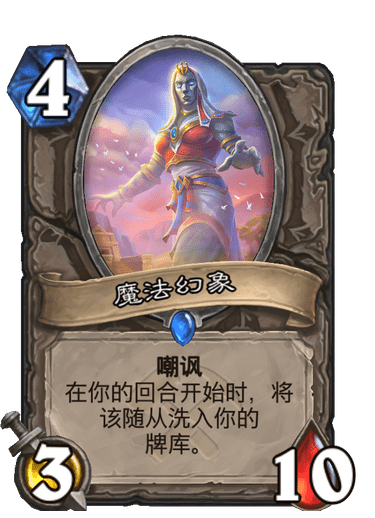 4
魔法幻象
嘲讽
在你的回合开始时，将
该随从洗入你的
牌库。
3
10